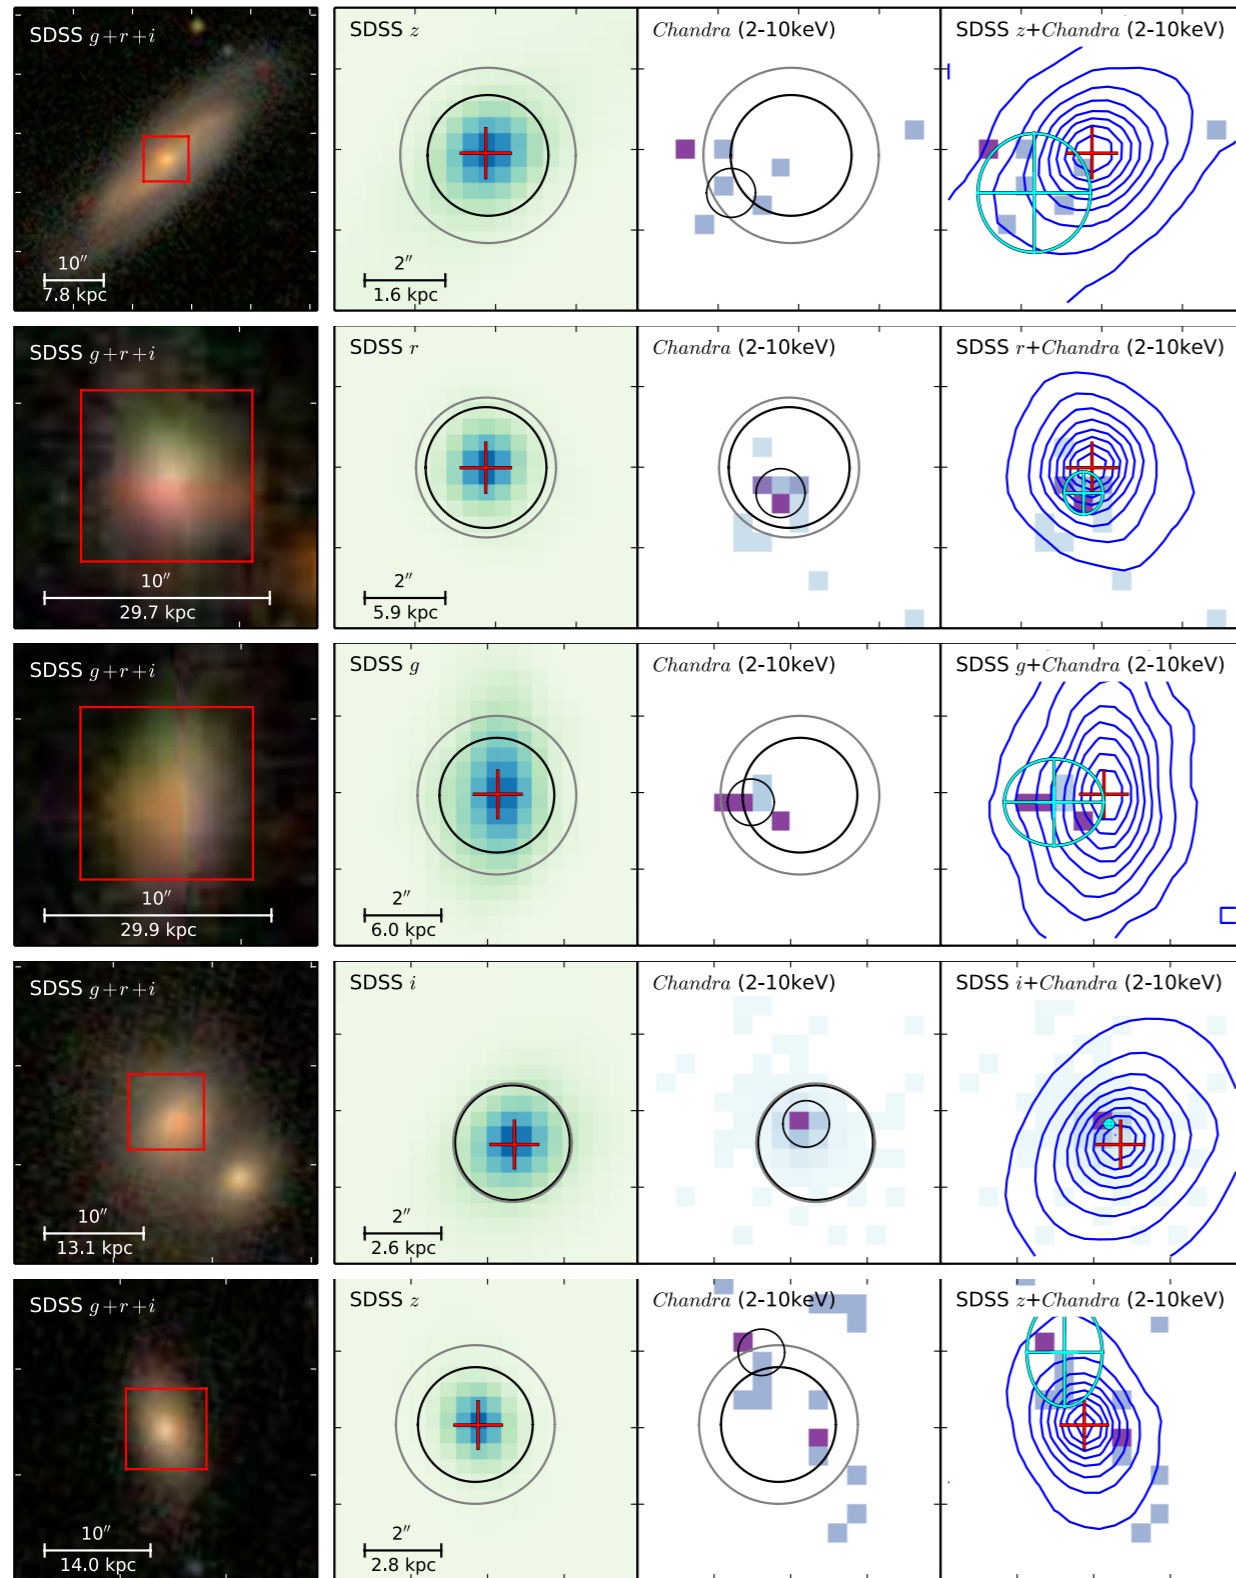 SDSS g+r+i
10″
7.8 kpc
SDSS z
2″
1.6 kpc
Chandra (2-10keV)
SDSS z+Chandra (2-10keV)
SDSS g+r+i
10″
29.7 kpc
SDSS r
2″
5.9 kpc
Chandra (2-10keV)
SDSS r+Chandra (2-10keV)
SDSS g+r+i
10″
29.9 kpc
SDSS g
2″
6.0 kpc
Chandra (2-10keV)
SDSS g+Chandra (2-10keV)
SDSS g+r+i
10″
13.1 kpc
SDSS i
2″
2.6 kpc
Chandra (2-10keV)
SDSS i+Chandra (2-10keV)
SDSS g+r+i
10″
14.0 kpc
SDSS z
2″
2.8 kpc
Chandra (2-10keV)
SDSS z+Chandra (2-10keV)